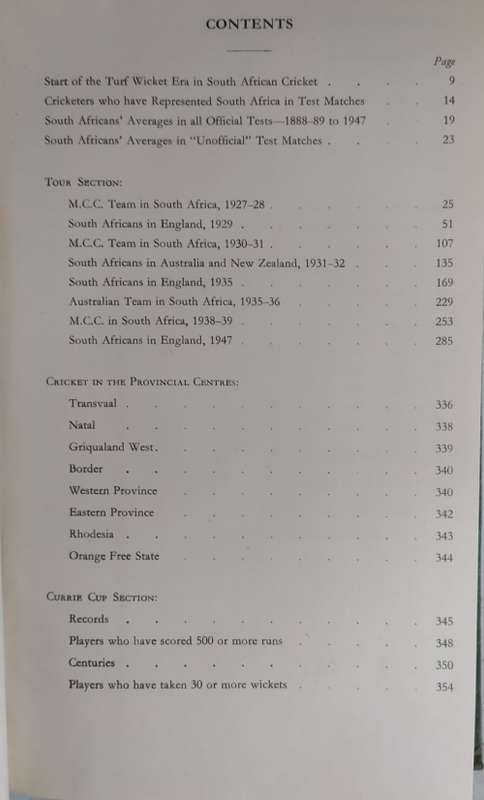 CONTENTS
Page
Start of the Turf Wicket Era in South African Cricket . . . . 9
Cricketers who have Represented South Africa in Test Matches . . 14
South Africans' Averages in all Official Tests—1888–89 to 1947 . . 19
South Africans' Averages in "Unofficial" Test Matches . . . . 23
TOUR SECTION:
M.C.C. Team in South Africa, 1927–28 . . . . . 25
South Africans in England, 1929 . . . . . . 51
M.C.C. Team in South Africa, 1930–31 . . . . . 107
South Africans in Australia and New Zealand, 1931–32 . . . 135
South Africans in England, 1935 . . . . . . 169
Australian Team in South Africa, 1935–36 . . . . 229
M.C.C. in South Africa, 1938–39 . . . . . . 253
South Africans in England, 1947 . . . . . . 285
CRICKET IN THE PROVINCIAL CENTRES:
Transvaal . . . . . . . . . . 336
Natal . . . . . . . . . . 338
Griqualand West . . . . . . . . . 339
Border . . . . . . . . . . 340
Western Province . . . . . . . . 340
Eastern Province . . . . . . . . 342
Rhodesia . . . . . . . . . . 343
Orange Free State . . . . . . . . 344
CURRIE CUP SECTION:
Records . . . . . . . . . . 345
Players who have scored 500 or more runs . . . . 348
Centuries . . . . . . . . . . 350
Players who have taken 30 or more wickets . . . . . 354